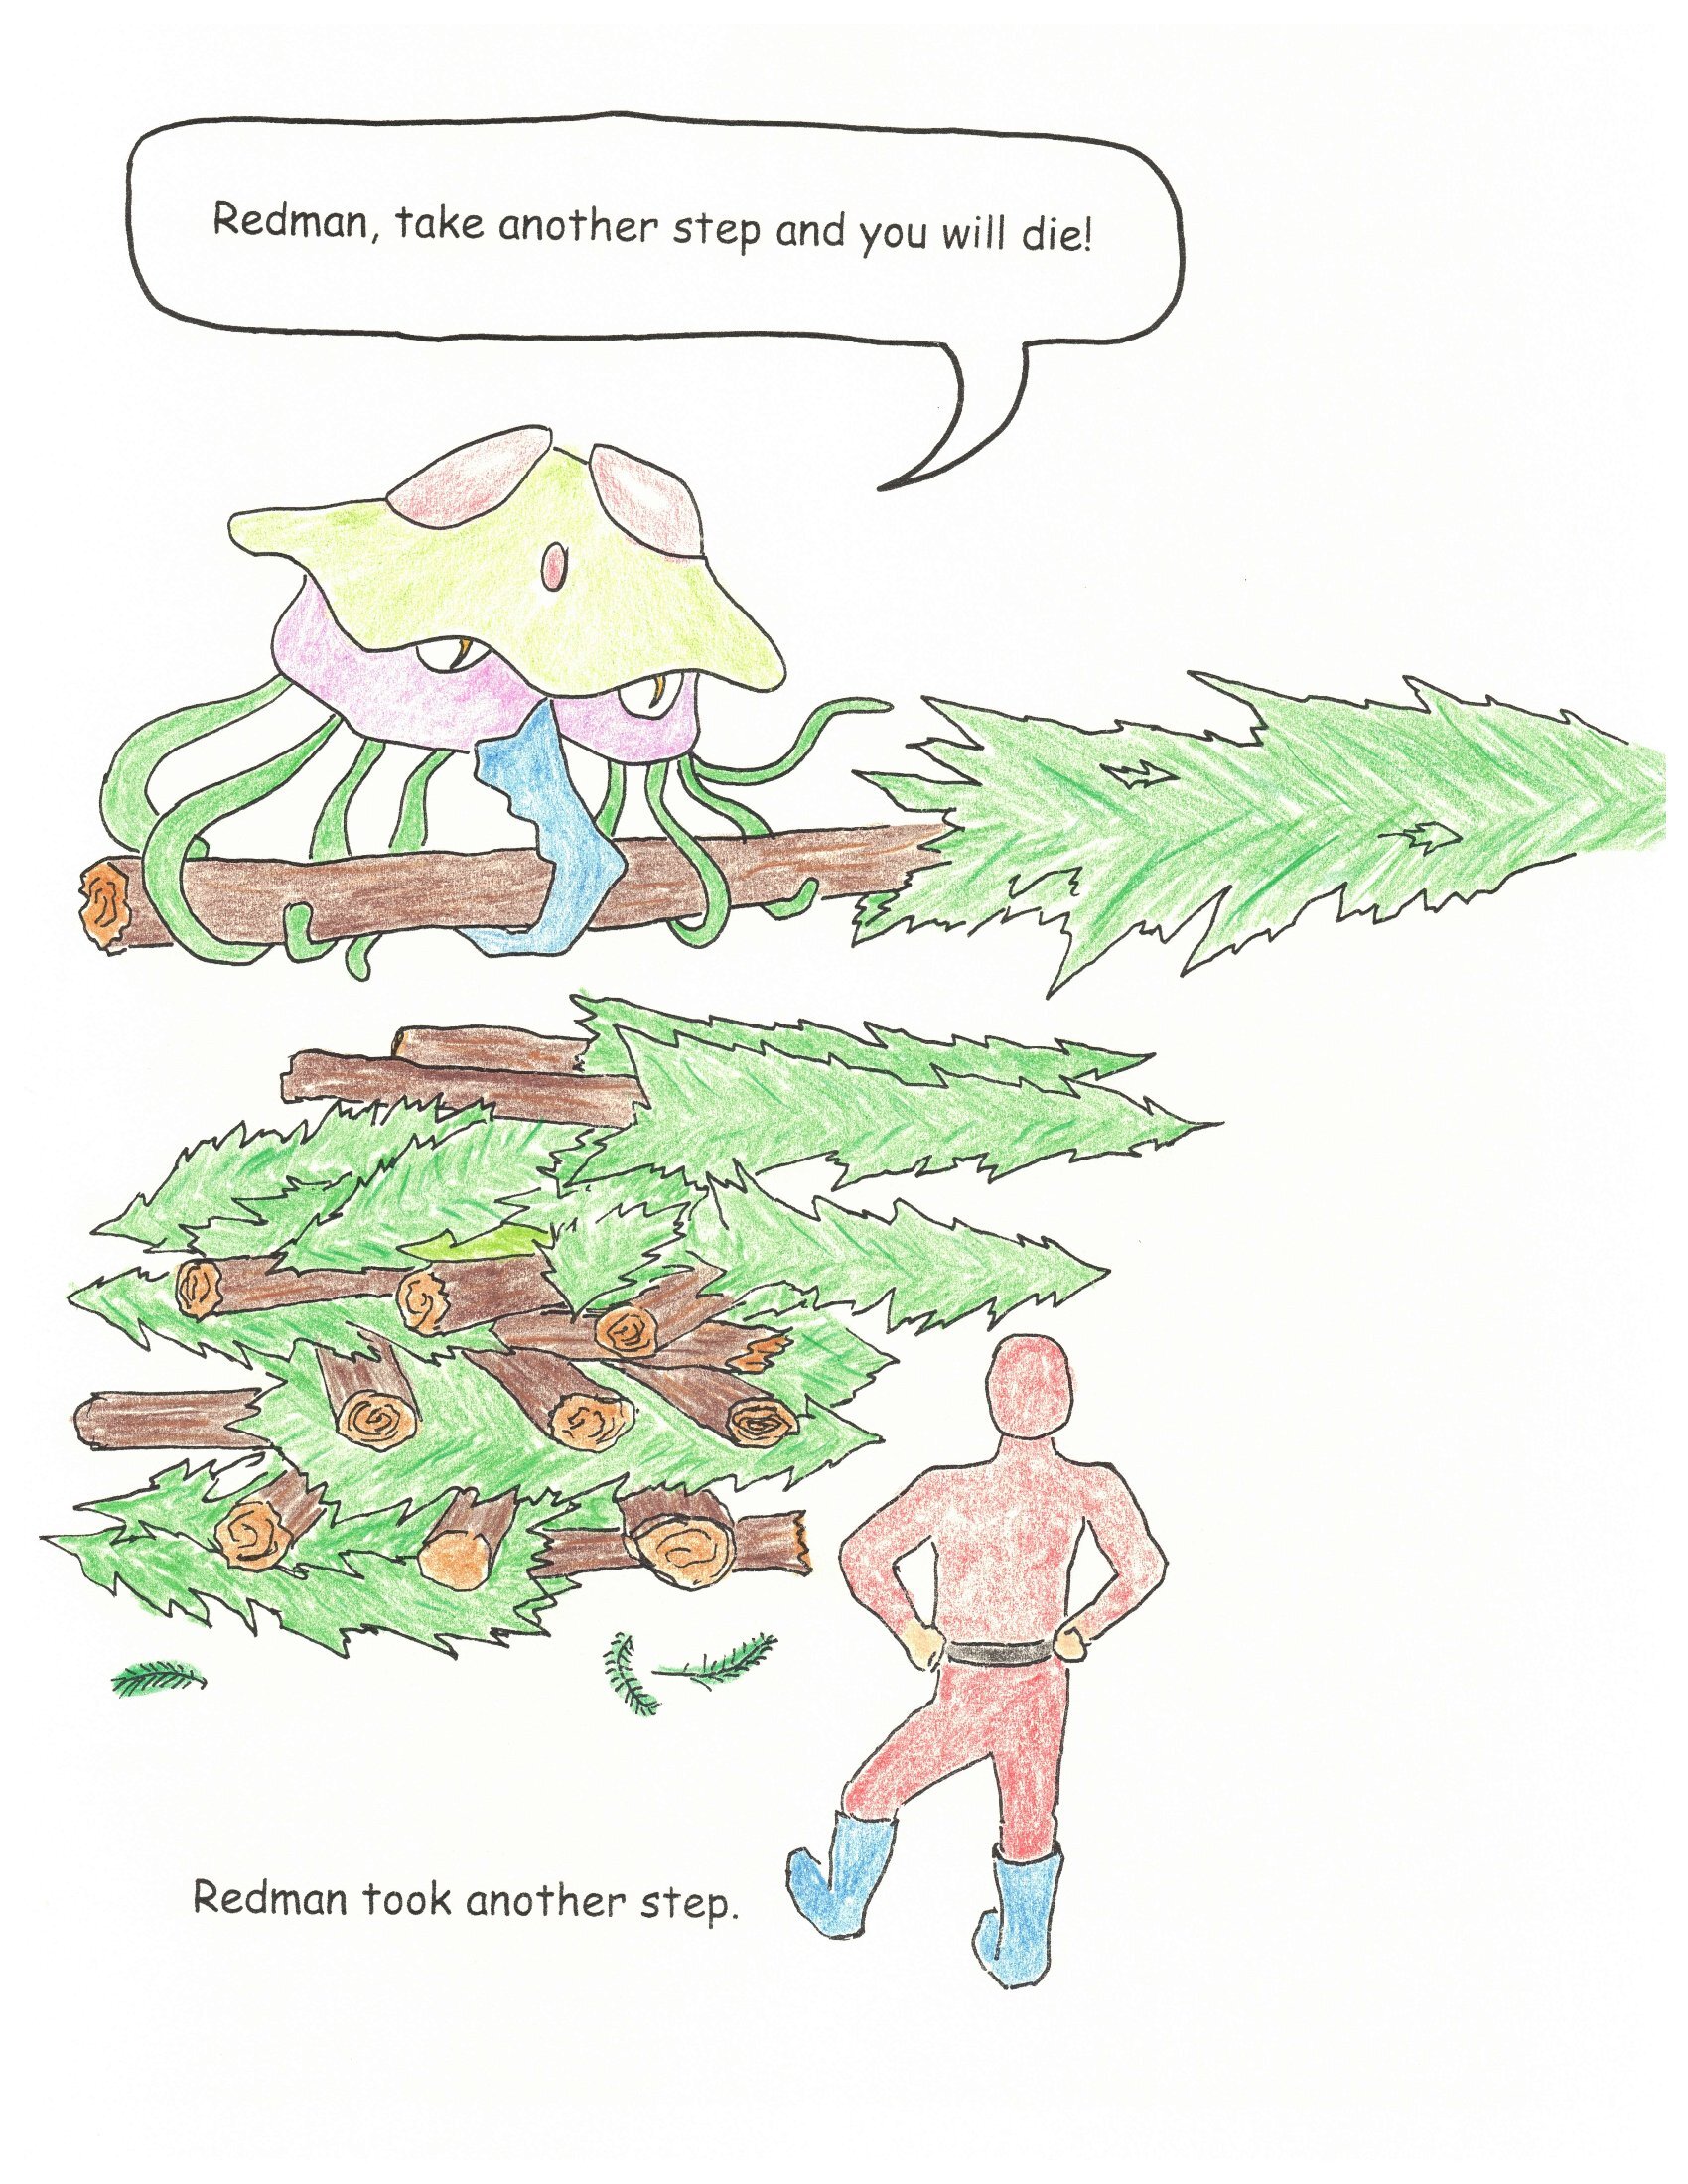 Redman, take another step and you will die!
Redman took another step.